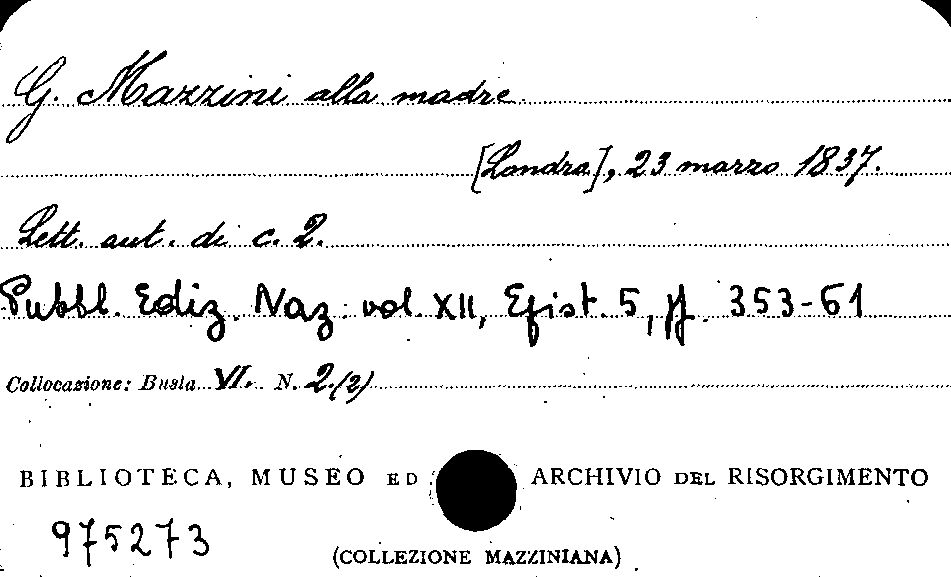 G. Mazzini alla madre.
[Londra], 23 marzo 1837.
Lett. aut. di c. 2.
Pubbl. Ediz. Naz. vol. XII, Epist. 5, pp. 353-61
Collocazione: Busta VI. N. 2.(2)
BIBLIOTECA, MUSEO ED ARCHIVIO DEL RISORGIMENTO
975273
(COLLEZIONE MAZZINIANA)